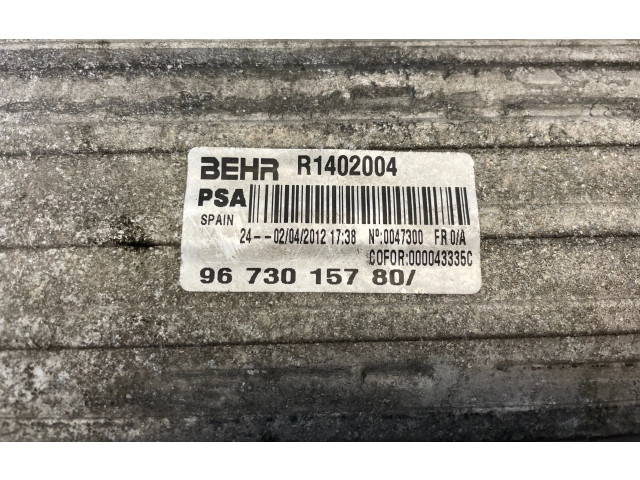 BEHR R1402004
PSA
SPAIN
24--02/04/2012 17:38 Nº:0047300 FR 0/A
COFOR:000043335C
96 730 157 80/